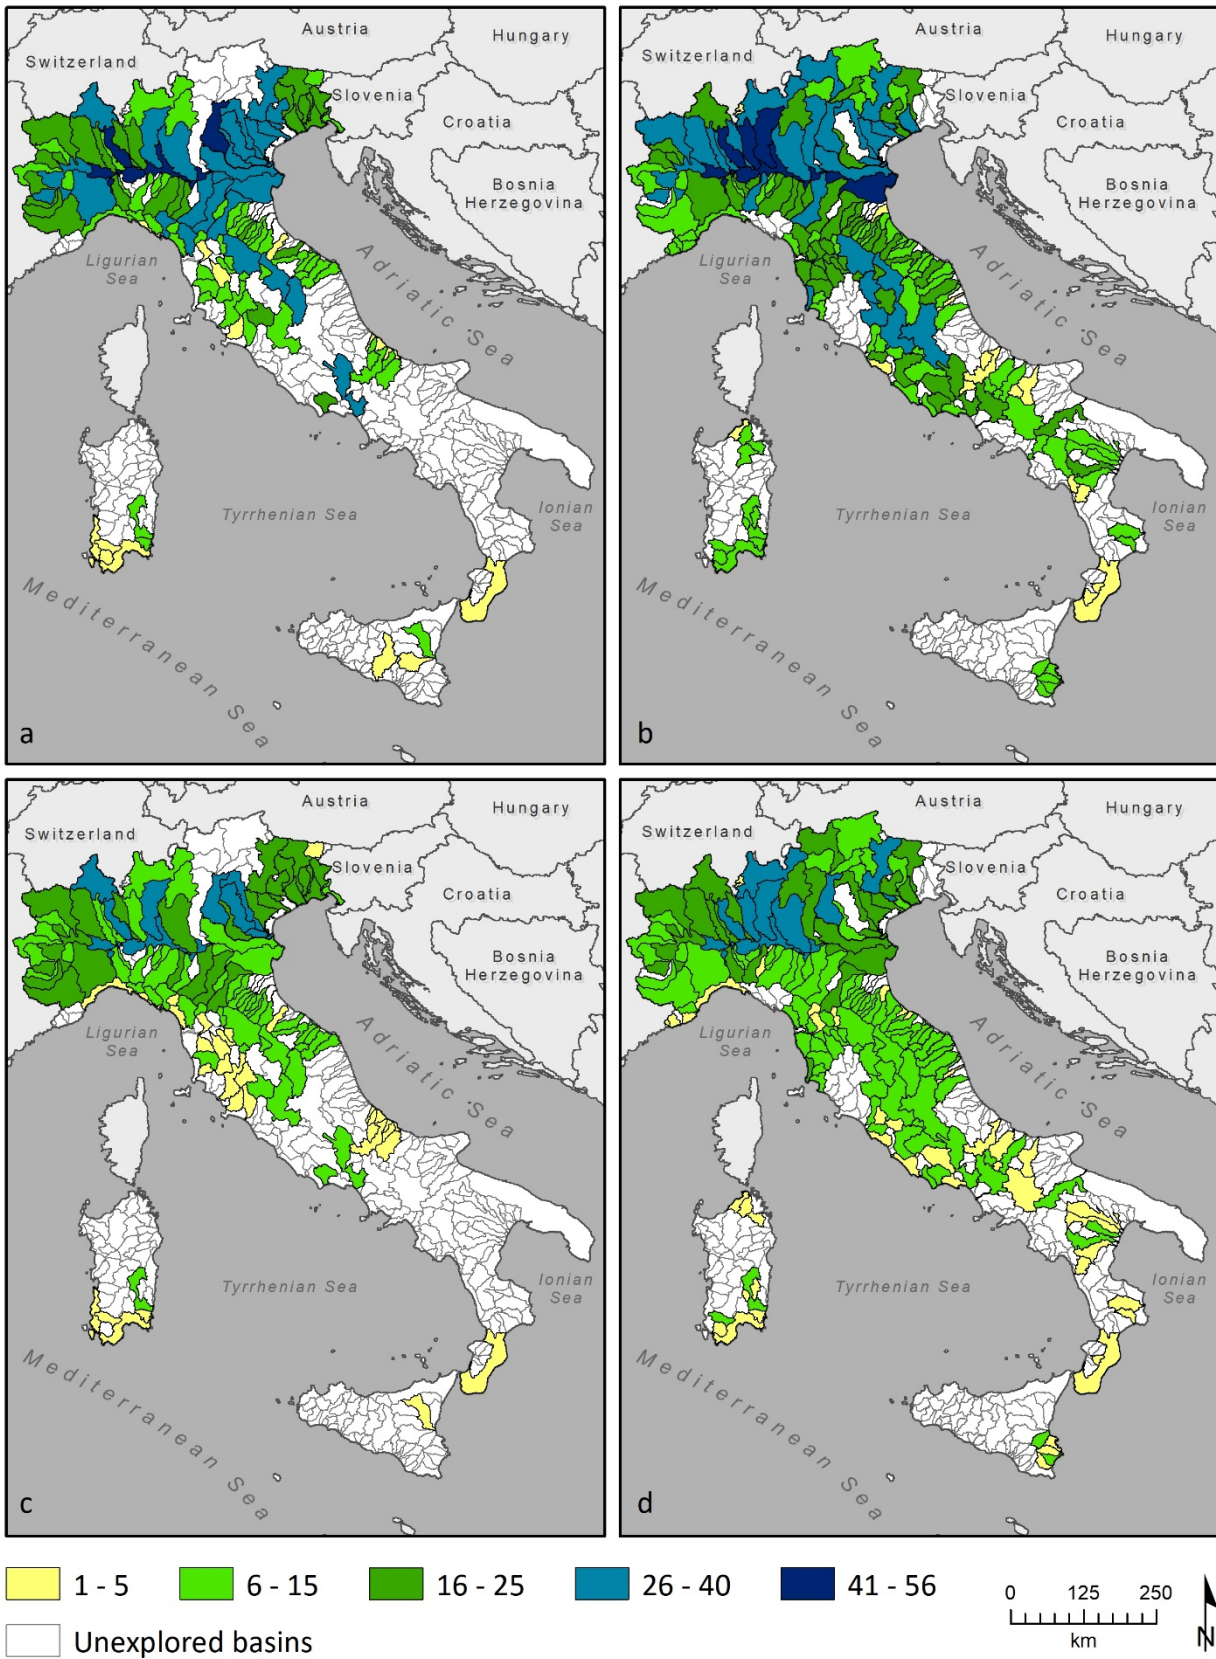 Austria
Hungary
Switzerland
Slovenia
Croatia
Bosnia
Herzegovina
Ligurian
Sea
Adriatic Sea
Tyrrhenian Sea
Ionian
Sea
Mediterranean Sea
a
Austria
Hungary
Switzerland
Slovenia
Croatia
Bosnia
Herzegovina
Ligurian
Sea
Adriatic Sea
Tyrrhenian Sea
Ionian
Sea
Mediterranean Sea
b
Austria
Hungary
Switzerland
Slovenia
Croatia
Bosnia
Herzegovina
Ligurian
Sea
Adriatic Sea
Tyrrhenian Sea
Ionian
Sea
Mediterranean Sea
c
Austria
Hungary
Switzerland
Slovenia
Croatia
Bosnia
Herzegovina
Ligurian
Sea
Adriatic Sea
Tyrrhenian Sea
Ionian
Sea
Mediterranean Sea
d
1 - 5 6 - 15 16 - 25 26 - 40 41 - 56
Unexplored basins
0 125 250
km
N